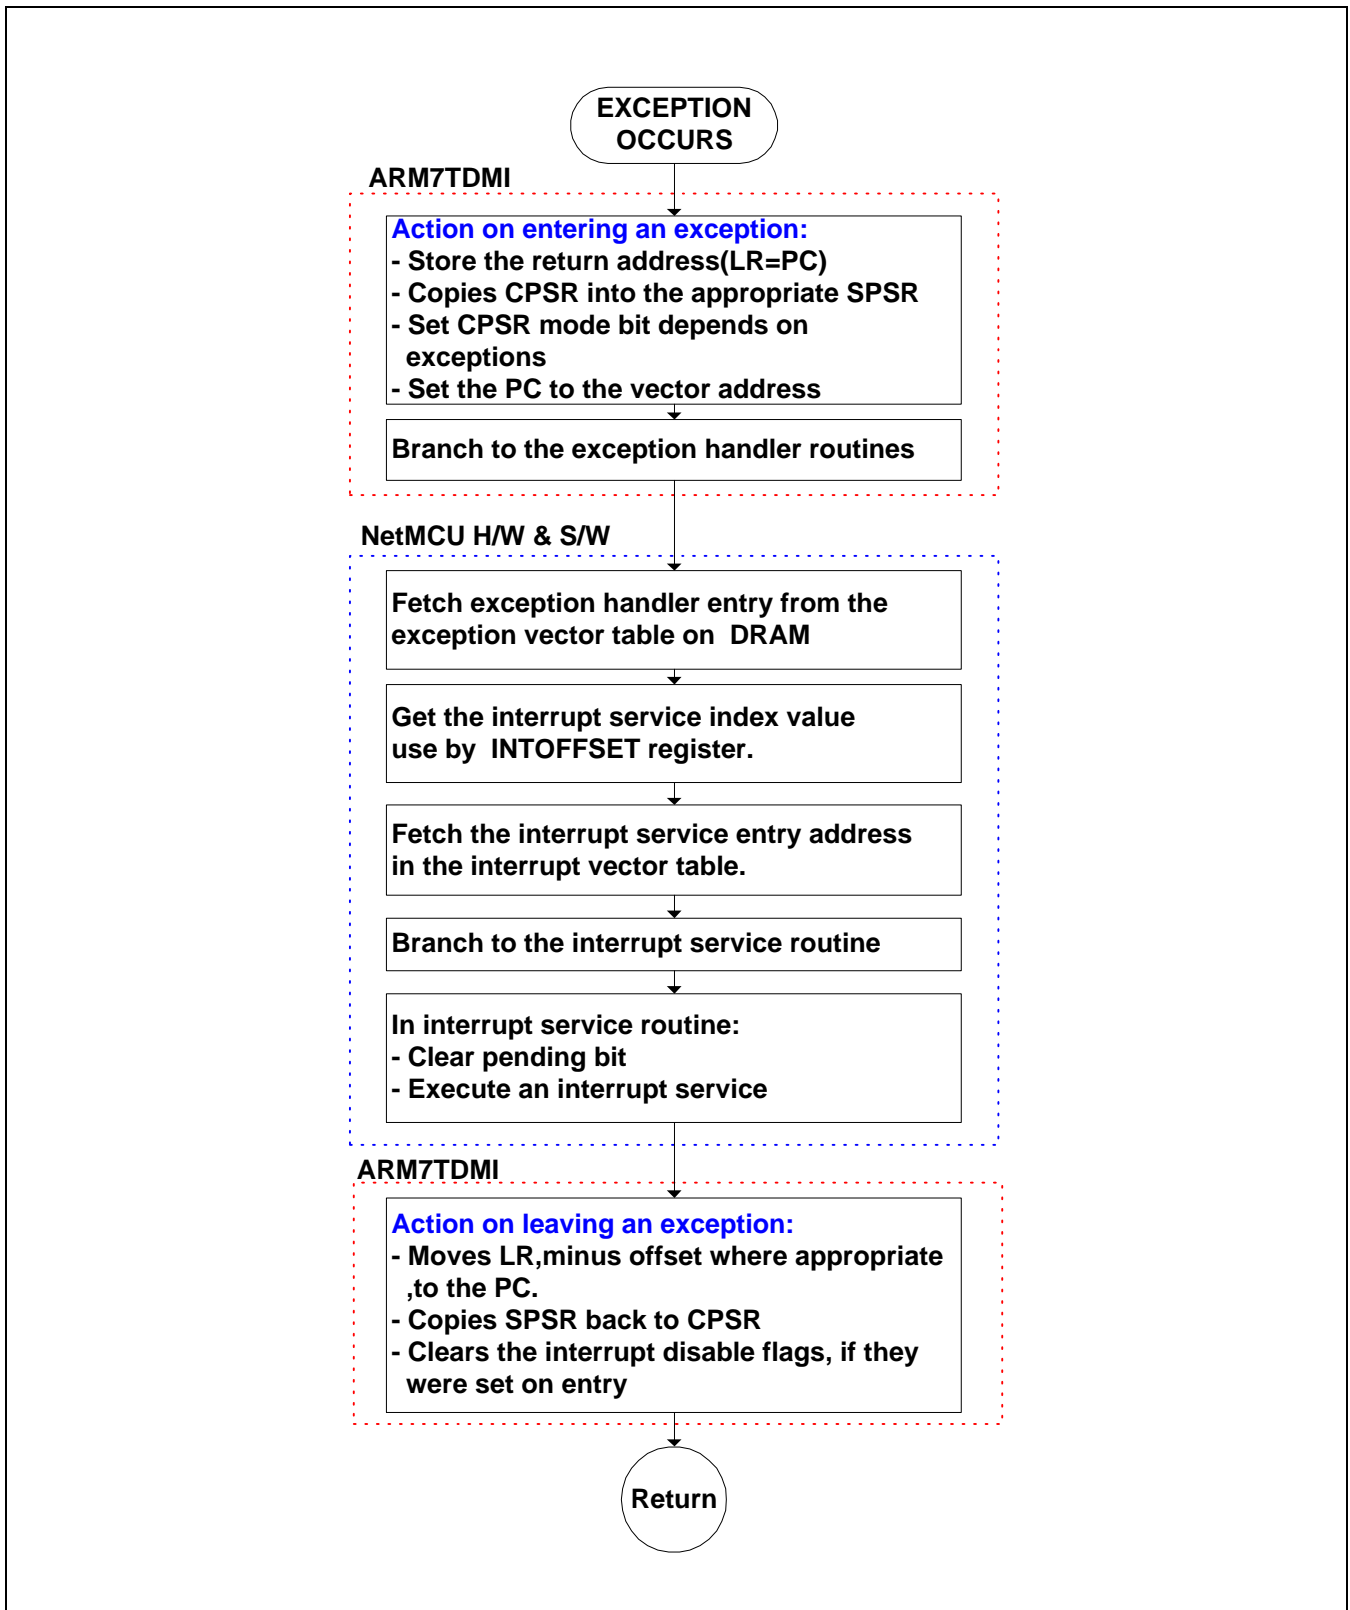 EXCEPTION
OCCURS
ARM7TDMI
Action on entering an exception:
- Store the return address(LR=PC)
- Copies CPSR into the appropriate SPSR
- Set CPSR mode bit depends on
exceptions
- Set the PC to the vector address
Branch to the exception handler routines
NetMCU H/W & S/W
Fetch exception handler entry from the
exception vector table on  DRAM
Get the interrupt service index value
use by  INTOFFSET register.
Fetch the interrupt service entry address
in the interrupt vector table.
Branch to the interrupt service routine
In interrupt service routine:
- Clear pending bit
- Execute an interrupt service
ARM7TDMI
Action on leaving an exception:
- Moves LR,minus offset where appropriate
,to the PC.
- Copies SPSR back to CPSR
- Clears the interrupt disable flags, if they
were set on entry
Return